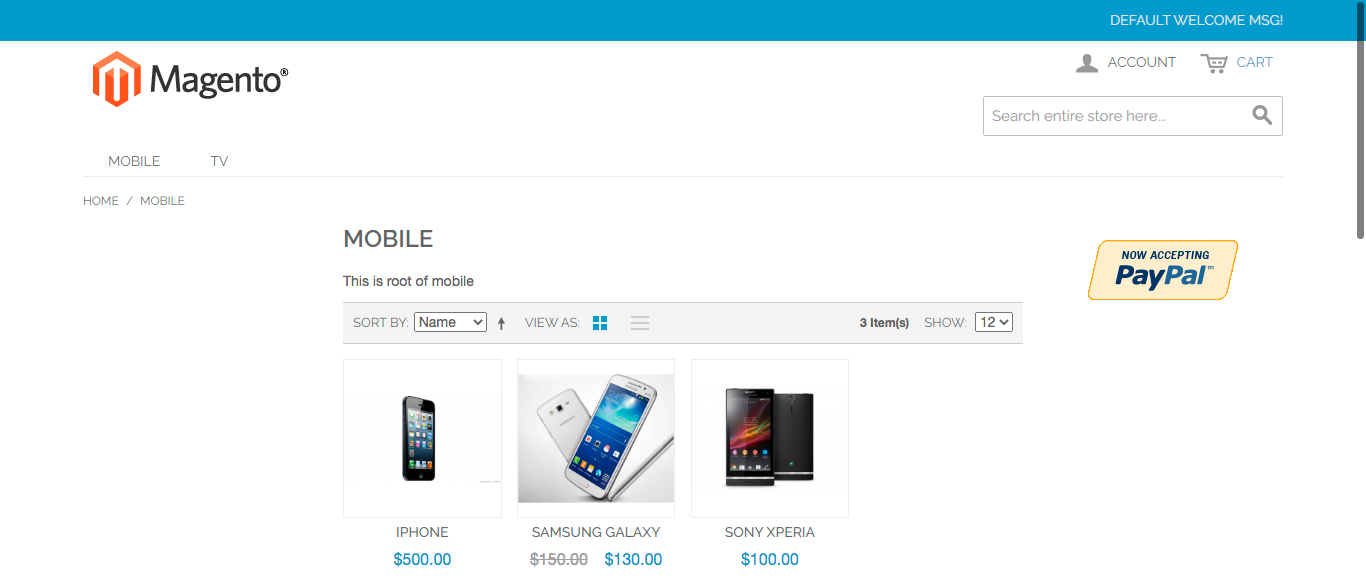 DEFAULT WELCOME MSG!
Magento®
ACCOUNT
CART
Search entire store here...
MOBILE
TV
HOME / MOBILE
MOBILE
NOW ACCEPTING
PayPal™
This is root of mobile
SORT BY: Name
VIEW AS:
3 Item(s)
SHOW: 12
SAMSUNG
SONY
IPHONE
SAMSUNG GALAXY
SONY XPERIA
$500.00
$150.00 $130.00
$100.00